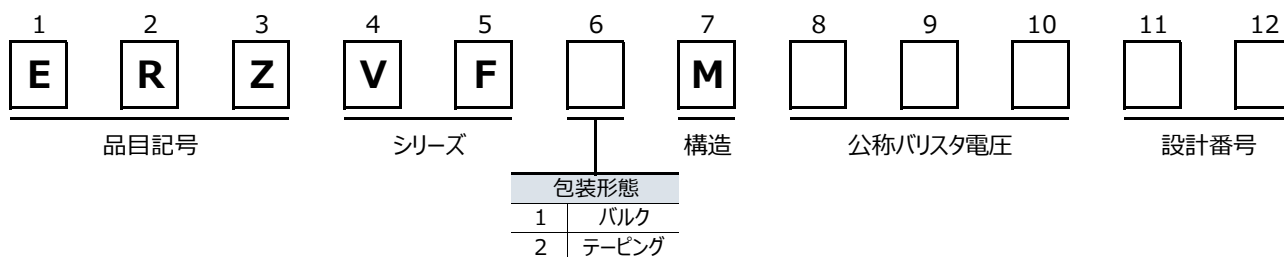 1 2 3 4 5 6 7 8 9 10 11 12
E R Z V F M
品目記号 シリーズ 構造 公称バリスタ電圧 設計番号
包装形態
1 バルク
2 テーピング